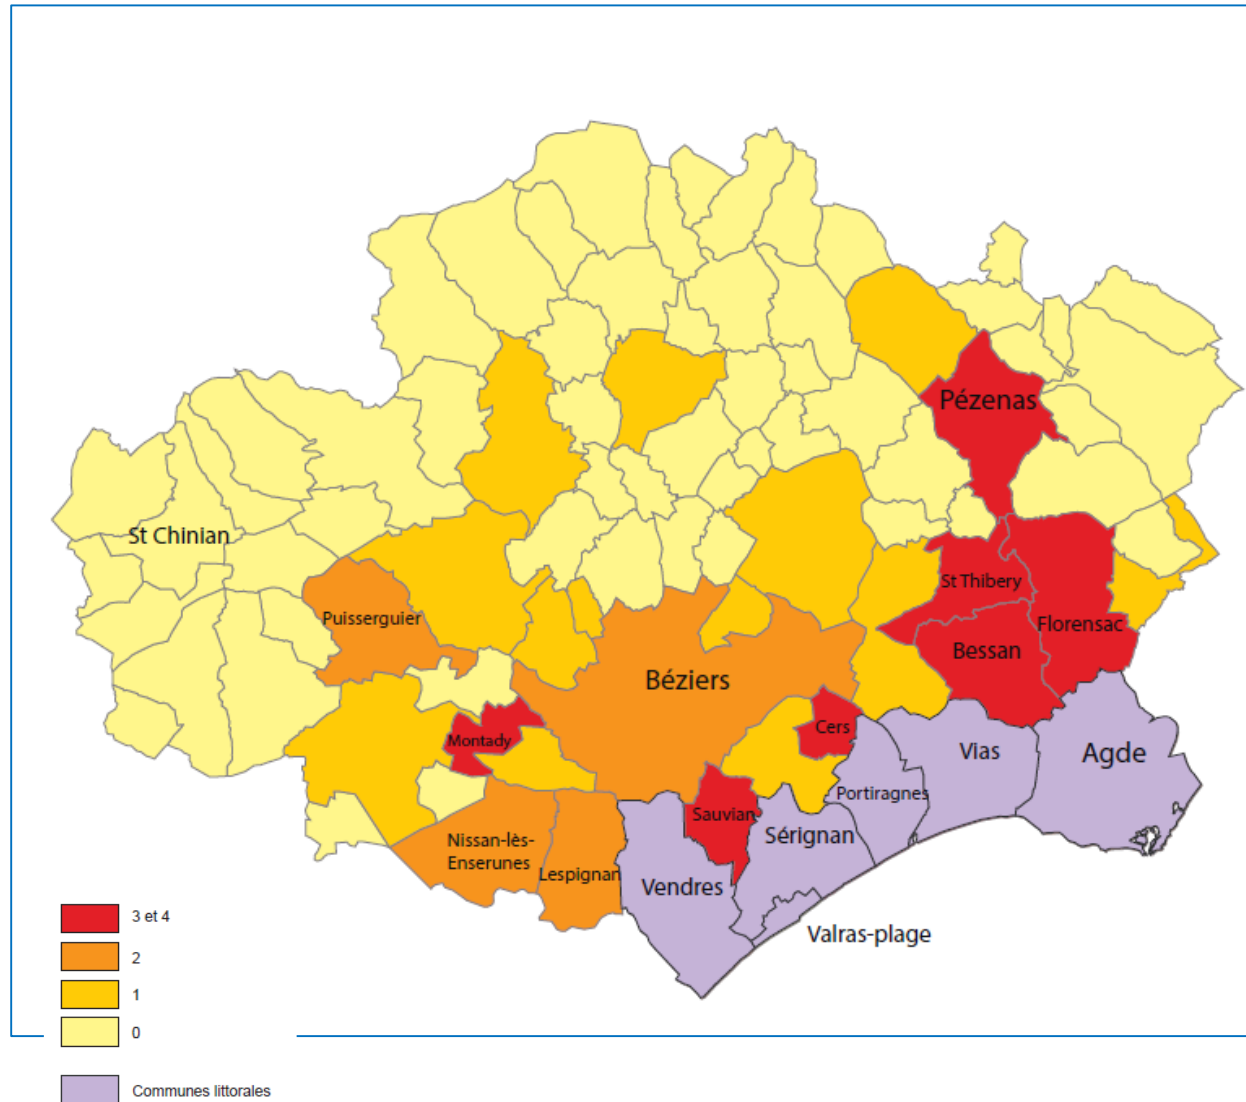 Pézenas
St Chinian
St Thibery
Puisserguier
Florensac
Bessan
Béziers
Cers
Montady
Vias
Agde
Portiragnes
Sauvian
Sérignan
Nissan-lès-
Enserunes
Lespignan
Vendres
Valras-plage
3 et 4
2
1
0
Communes littorales